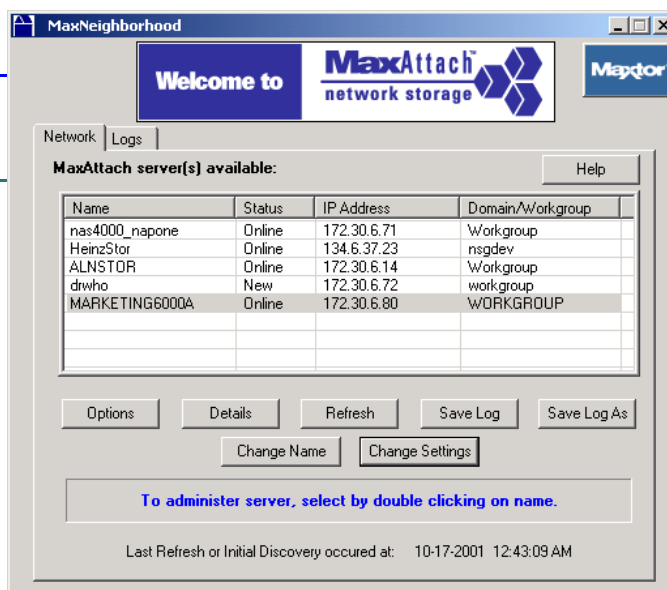 MaxNeighborhood
Welcome to
MaxAttach™
network storage
Maxtor
Network Logs
MaxAttach server(s) available:
Help
Name Status IP Address Domain/Workgroup
nas4000_napone Online 172.30.6.71 Workgroup
HeinzStor Online 134.6.37.23 nsgdev
ALNSTOR Online 172.30.6.14 Workgroup
drwho New 172.30.6.72 workgroup
MARKETING6000A Online 172.30.6.80 WORKGROUP
Options Details Refresh Save Log Save Log As
Change Name Change Settings
To administer server, select by double clicking on name.
Last Refresh or Initial Discovery occured at: 10-17-2001 12:43:09 AM